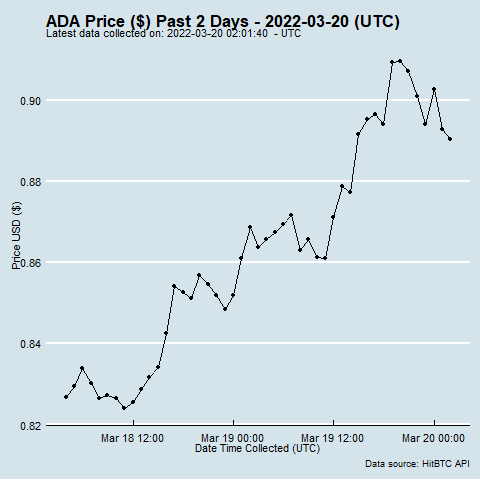 ADA Price ($) Past 2 Days - 2022-03-20 (UTC)
Latest data collected on: 2022-03-20 02:01:40  - UTC
0.90
0.88
0.86
0.84
0.82
Price USD ($)
Mar 18 12:00 Mar 19 00:00 Mar 19 12:00 Mar 20 00:00
Date Time Collected (UTC)
Data source: HitBTC API